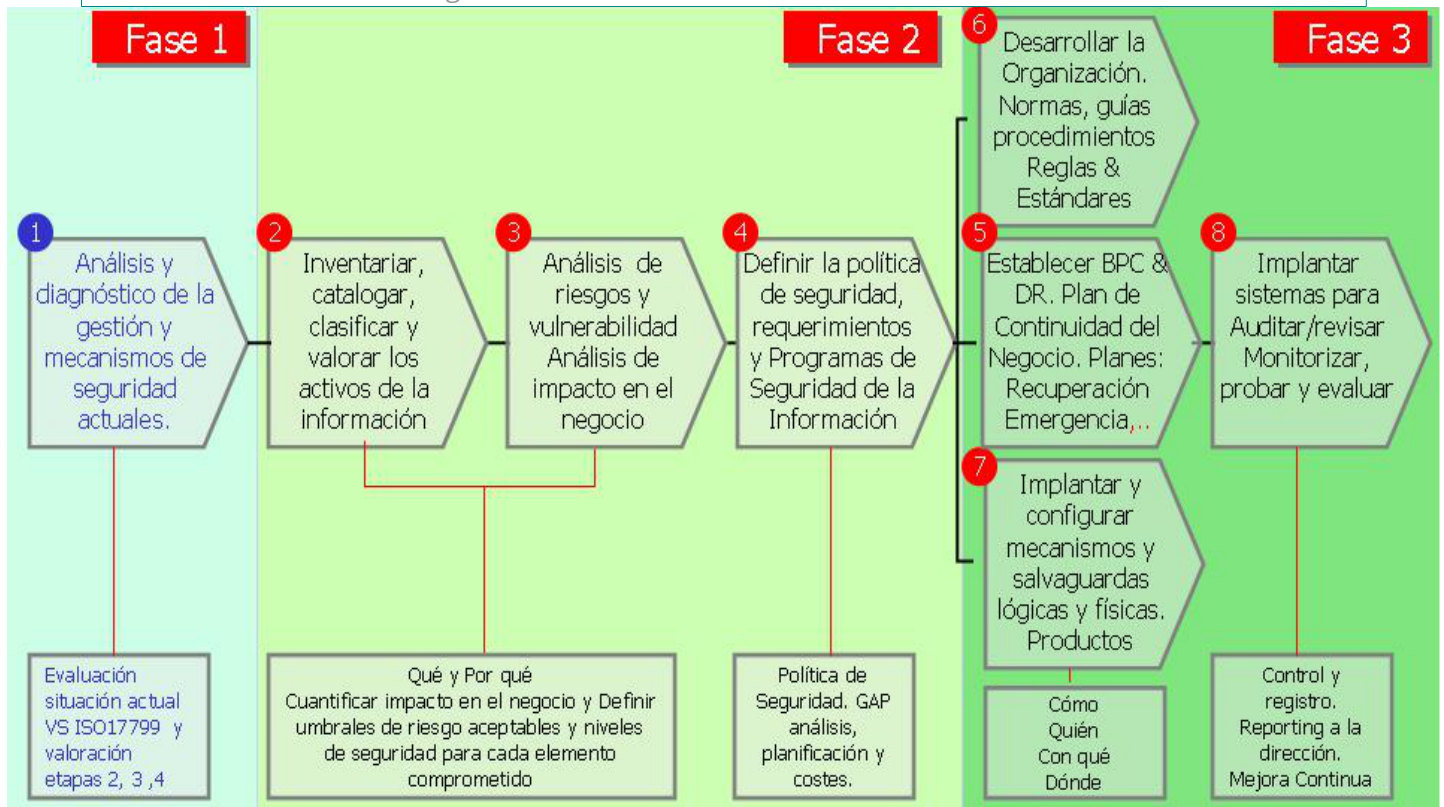 Fase 1
Fase 2
Fase 3
1
Análisis y
diagnóstico de la
gestión y
mecanismos de
seguridad
actuales.
2
Inventariar,
catalogar,
clasificar y
valorar los
activos de la
información
3
Análisis de
riesgos y
vulnerabilidad
Análisis de
impacto en el
negocio
4
Definir la política
de seguridad,
requerimientos
y Programas de
Seguridad de la
Información
6
Desarrollar la
Organización.
Normas, guías
procedimientos
Reglas &
Estándares
5
Establecer BPC &
DR. Plan de
Continuidad del
Negocio. Planes:
Recuperación
Emergencia,..
7
Implantar y
configurar
mecanismos y
salvaguardas
lógicas y físicas.
Productos
8
Implantar
sistemas para
Auditar/revisar
Monitorizar,
probar y evaluar
Evaluación
situación actual
VS ISO17799 y
valoración
etapas 2, 3 ,4
Qué y Por qué
Cuantificar impacto en el negocio y Definir
umbrales de riesgo aceptables y niveles
de seguridad para cada elemento
comprometido
Política de
Seguridad. GAP
análisis,
planificación y
costes.
Cómo
Quién
Con qué
Dónde
Control y
registro.
Reporting a la
dirección.
Mejora Continua